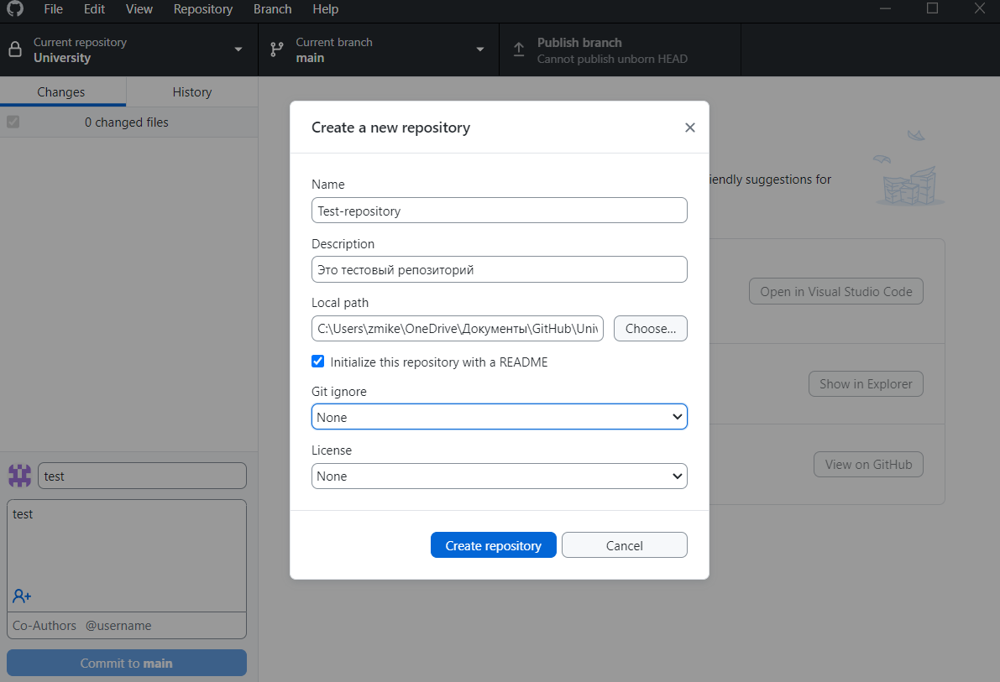 File Edit View Repository Branch Help
Current repository
University
Current branch
main
Publish branch
Cannot publish unborn HEAD
Changes History
0 changed files
Create a new repository
Name
Test-repository
Description
Это тестовый репозиторий
Local path
C:\Users\zmike\OneDrive\Документы\GitHub\Univ
Choose...
Initialize this repository with a README
Git ignore
None
License
None
Create repository
Cancel
iendly suggestions for
Open in Visual Studio Code
Show in Explorer
View on GitHub
test
test
Co-Authors @username
Commit to main